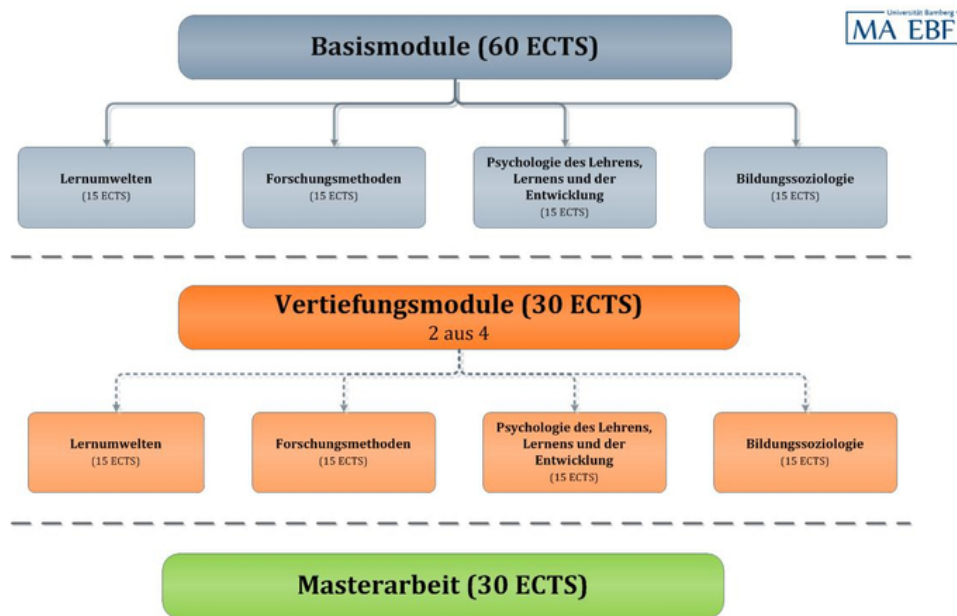 Universität Bamberg
MA EBF
Basismodule (60 ECTS)
Lernumwelten
(15 ECTS)
Forschungsmethoden
(15 ECTS)
Psychologie des Lehrens,
Lernens und der
Entwicklung
(15 ECTS)
Bildungssoziologie
(15 ECTS)
Vertiefungsmodule (30 ECTS)
2 aus 4
Lernumwelten
(15 ECTS)
Forschungsmethoden
(15 ECTS)
Psychologie des Lehrens,
Lernens und der
Entwicklung
(15 ECTS)
Bildungssoziologie
(15 ECTS)
Masterarbeit (30 ECTS)